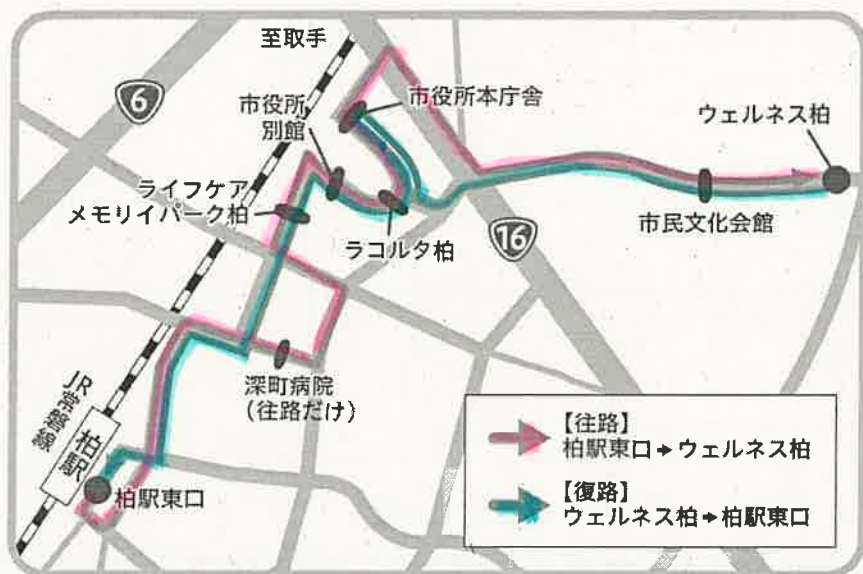 至取手
6
市役所
別館
市役所本庁舎
ウェルネス柏
ライフケア
メモリイパーク柏
ラコルタ柏
16
市民文化会館
深町病院
(往路だけ)
JR常磐線
柏駅
柏駅東口
【往路】
柏駅東口➡ウェルネス柏
【復路】
ウェルネス柏➡柏駅東口